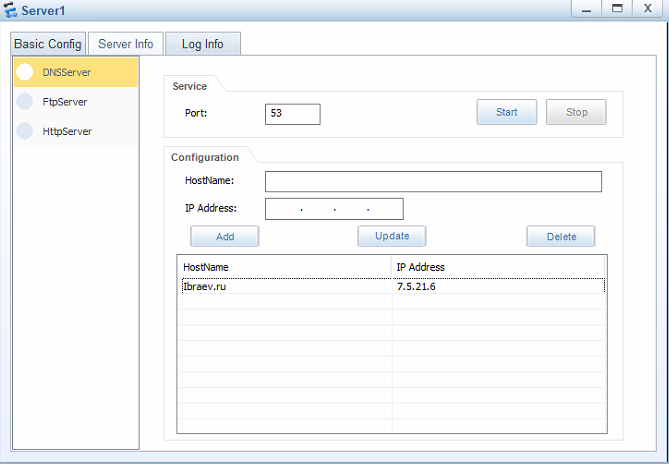 Server1
Basic Config Server Info Log Info
DNSServer
FtpServer
HttpServer
Service
Port: 53 Start Stop
Configuration
HostName:
IP Address: . . .
Add Update Delete
HostName IP Address
Ibraev.ru 7.5.21.6